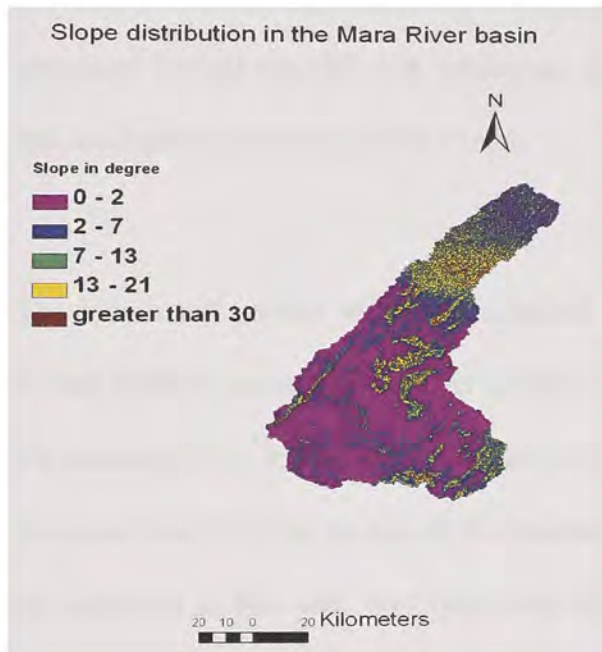 Slope distribution in the Mara River basin
N
Slope in degree
0 - 2
2 - 7
7 - 13
13 - 21
greater than 30
20 10 0 20 Kilometers